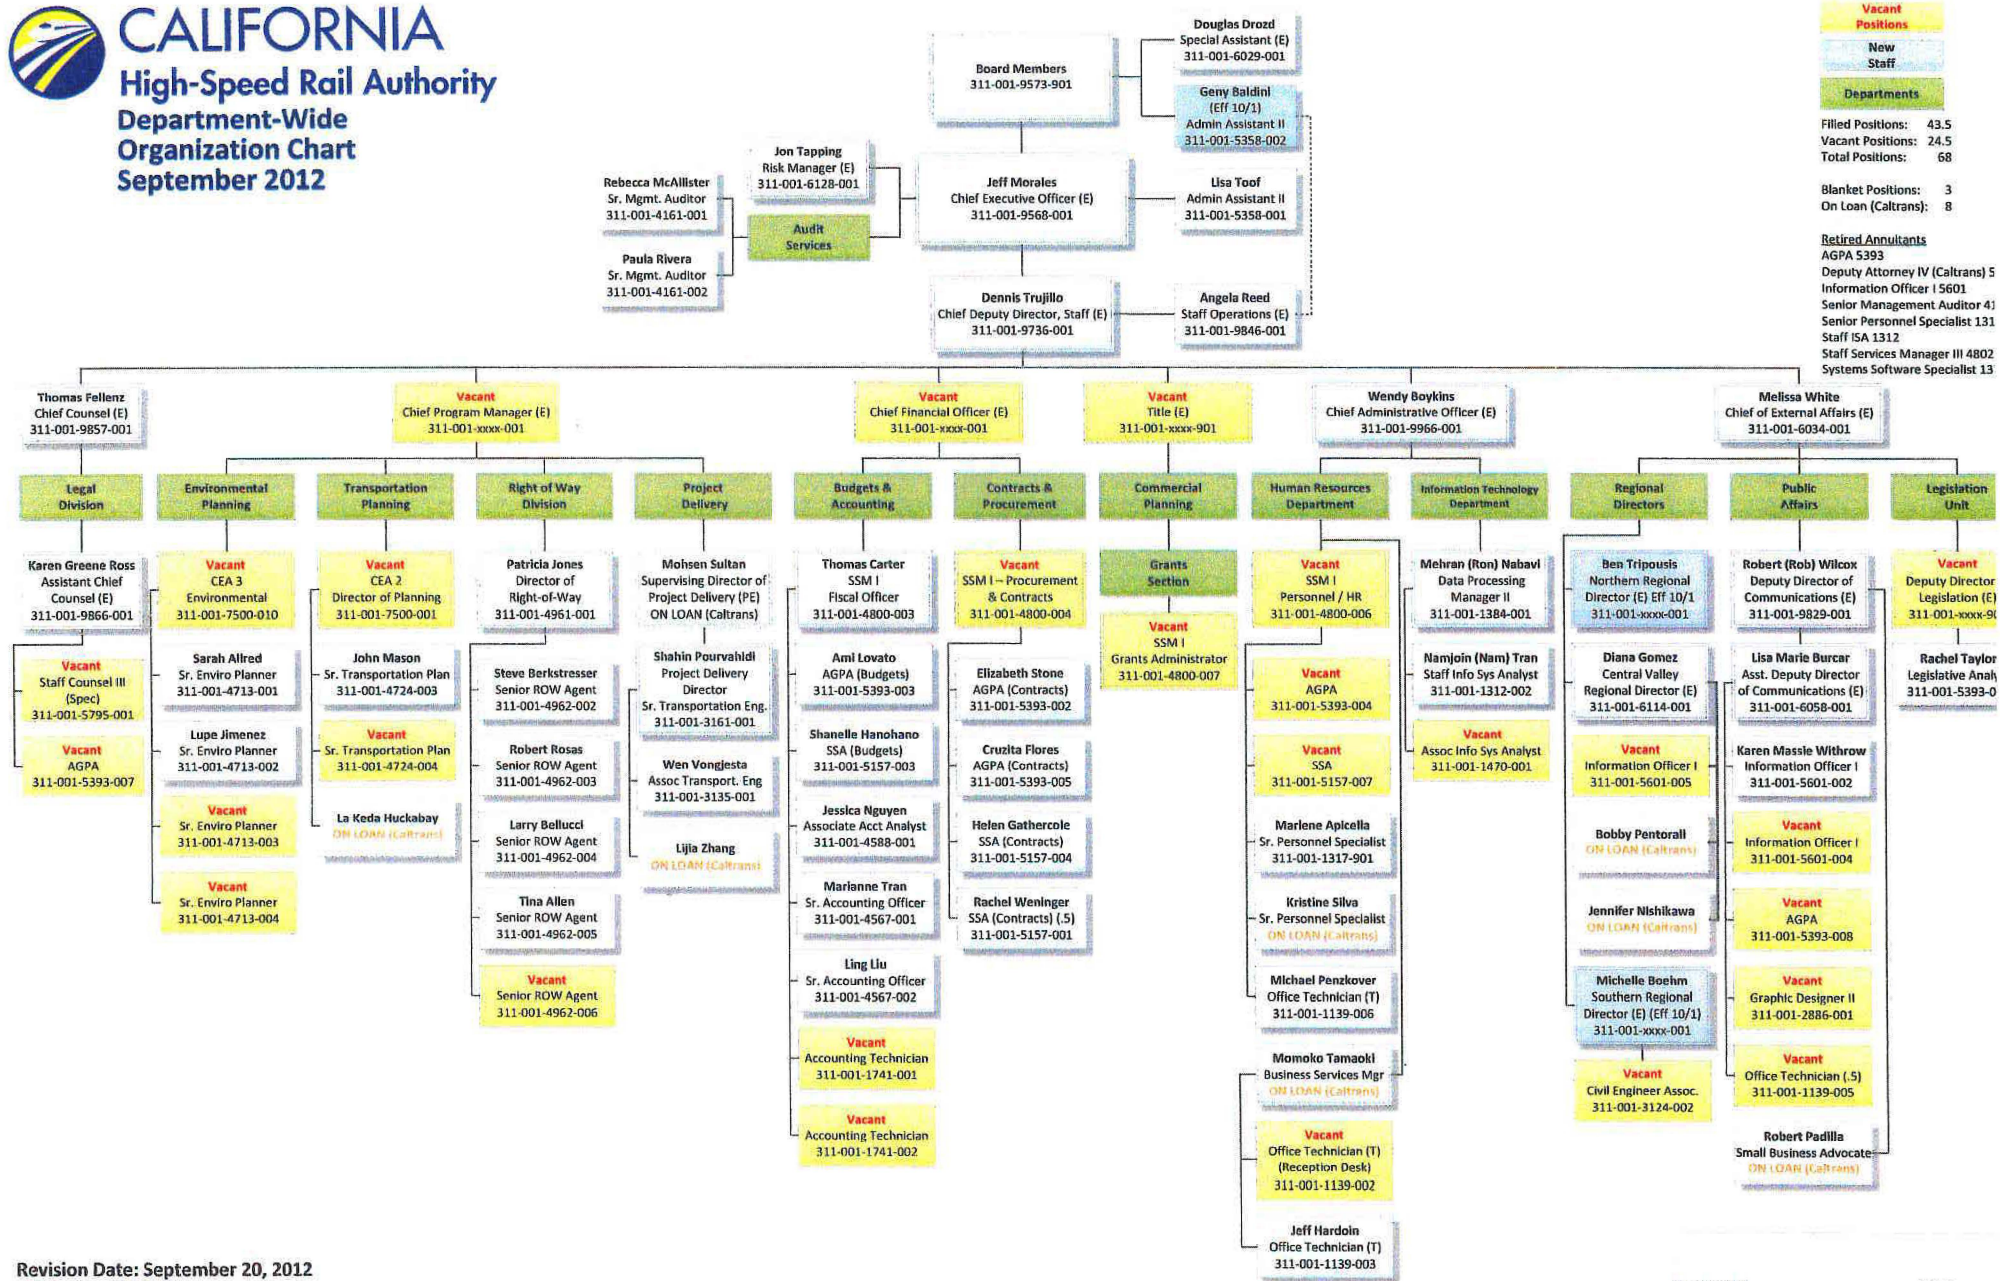 CALIFORNIA
High-Speed Rail Authority
Department-Wide
Organization Chart
September 2012
Vacant
Positions
New
Staff
Departments
Filled Positions: 43.5
Vacant Positions: 24.5
Total Positions: 68
Blanket Positions: 3
On Loan (Caltrans): 8
Retired Annuitants
AGPA 5393
Deputy Attorney IV (Caltrans) 5
Information Officer I 5601
Senior Management Auditor 41
Senior Personnel Specialist 131
Staff ISA 1312
Staff Services Manager III 4802
Systems Software Specialist 13
Board Members
311-001-9573-901
Douglas Drozd
Special Assistant (E)
311-001-6029-001
Geny Baldini
(Eff 10/1)
Admin Assistant II
311-001-5358-002
Jon Tapping
Risk Manager (E)
311-001-6128-001
Rebecca McAllister
Sr. Mgmt. Auditor
311-001-4161-001
Audit
Services
Paula Rivera
Sr. Mgmt. Auditor
311-001-4161-002
Jeff Morales
Chief Executive Officer (E)
311-001-9568-001
Lisa Toof
Admin Assistant II
311-001-5358-001
Dennis Trujillo
Chief Deputy Director, Staff (E)
311-001-9736-001
Angela Reed
Staff Operations (E)
311-001-9846-001
Thomas Fellenz
Chief Counsel (E)
311-001-9857-001
Vacant
Chief Program Manager (E)
311-001-xxxx-001
Vacant
Chief Financial Officer (E)
311-001-xxxx-001
Vacant
Title (E)
311-001-xxxx-901
Wendy Boykins
Chief Administrative Officer (E)
311-001-9966-001
Melissa White
Chief of External Affairs (E)
311-001-6034-001
Legal
Division
Karen Greene Ross
Assistant Chief
Counsel (E)
311-001-9866-001
Vacant
Staff Counsel III
(Spec)
311-001-5795-001
Vacant
AGPA
311-001-5393-007
Environmental
Planning
Vacant
CEA 3
Environmental
311-001-7500-010
Sarah Allred
Sr. Enviro Planner
311-001-4713-001
Lupe Jimenez
Sr. Enviro Planner
311-001-4713-002
Vacant
Sr. Enviro Planner
311-001-4713-003
Vacant
Sr. Enviro Planner
311-001-4713-004
Transportation
Planning
Vacant
CEA 2
Director of Planning
311-001-7500-001
John Mason
Sr. Transportation Plan
311-001-4724-003
Vacant
Sr. Transportation Plan
311-001-4724-004
La Keda Huckabay
ON LOAN (Caltrans)
Right of Way
Division
Patricia Jones
Director of
Right-of-Way
311-001-4961-001
Steve Berkstresser
Senior ROW Agent
311-001-4962-002
Robert Rosas
Senior ROW Agent
311-001-4962-003
Larry Bellucci
Senior ROW Agent
311-001-4962-004
Tina Allen
Senior ROW Agent
311-001-4962-005
Vacant
Senior ROW Agent
311-001-4962-006
Project
Delivery
Mohsen Sultan
Supervising Director of
Project Delivery (PE)
ON LOAN (Caltrans)
Shahin Pourvahidi
Project Delivery
Director
Sr. Transportation Eng.
311-001-3161-001
Wen Vongjesta
Assoc Transport. Eng
311-001-3135-001
Lijia Zhang
ON LOAN (Caltrans)
Budgets &
Accounting
Thomas Carter
SSM I
Fiscal Officer
311-001-4800-003
Ami Lovato
AGPA (Budgets)
311-001-5393-003
Shanelle Hanohano
SSA (Budgets)
311-001-5157-003
Jessica Nguyen
Associate Acct Analyst
311-001-4588-001
Marianne Tran
Sr. Accounting Officer
311-001-4567-001
Ling Liu
Sr. Accounting Officer
311-001-4567-002
Vacant
Accounting Technician
311-001-1741-001
Vacant
Accounting Technician
311-001-1741-002
Contracts &
Procurement
Vacant
SSM I – Procurement
& Contracts
311-001-4800-004
Elizabeth Stone
AGPA (Contracts)
311-001-5393-002
Cruzita Flores
AGPA (Contracts)
311-001-5393-005
Helen Gathercole
SSA (Contracts)
311-001-5157-004
Rachel Weninger
SSA (Contracts) (.5)
311-001-5157-001
Commercial
Planning
Grants
Section
Vacant
SSM I
Grants Administrator
311-001-4800-007
Human Resources
Department
Vacant
SSM I
Personnel / HR
311-001-4800-006
Vacant
AGPA
311-001-5393-004
Vacant
SSA
311-001-5157-007
Marlene Apicella
Sr. Personnel Specialist
311-001-1317-901
Kristine Silva
Sr. Personnel Specialist
ON LOAN (Caltrans)
Michael Penzkover
Office Technician (T)
311-001-1139-006
Momoko Tamaoki
Business Services Mgr
ON LOAN (Caltrans)
Vacant
Office Technician (T)
(Reception Desk)
311-001-1139-002
Jeff Hardoin
Office Technician (T)
311-001-1139-003
Information Technology
Department
Mehran (Ron) Nabavi
Data Processing
Manager II
311-001-1384-001
Namjoin (Nam) Tran
Staff Info Sys Analyst
311-001-1312-002
Vacant
Assoc Info Sys Analyst
311-001-1470-001
Regional
Directors
Ben Tripousis
Northern Regional
Director (E) Eff 10/1
311-001-xxxx-001
Diana Gomez
Central Valley
Regional Director (E)
311-001-6114-001
Vacant
Information Officer I
311-001-5601-005
Bobby Pentorali
ON LOAN (Caltrans)
Jennifer Nishikawa
ON LOAN (Caltrans)
Michelle Boehm
Southern Regional
Director (E) (Eff 10/1)
311-001-xxxx-001
Vacant
Civil Engineer Assoc.
311-001-3124-002
Public
Affairs
Robert (Rob) Wilcox
Deputy Director of
Communications (E)
311-001-9829-001
Lisa Marie Burcar
Asst. Deputy Director
of Communications (E)
311-001-6058-001
Karen Massie Withrow
Information Officer I
311-001-5601-002
Vacant
Information Officer I
311-001-5601-004
Vacant
AGPA
311-001-5393-008
Vacant
Graphic Designer II
311-001-2886-001
Vacant
Office Technician (.5)
311-001-1139-005
Robert Padilla
Small Business Advocate
ON LOAN (Caltrans)
Legislation
Unit
Vacant
Deputy Director
Legislation (E)
311-001-xxxx-90
Rachel Taylor
Legislative Analy
311-001-5393-0
Revision Date: September 20, 2012